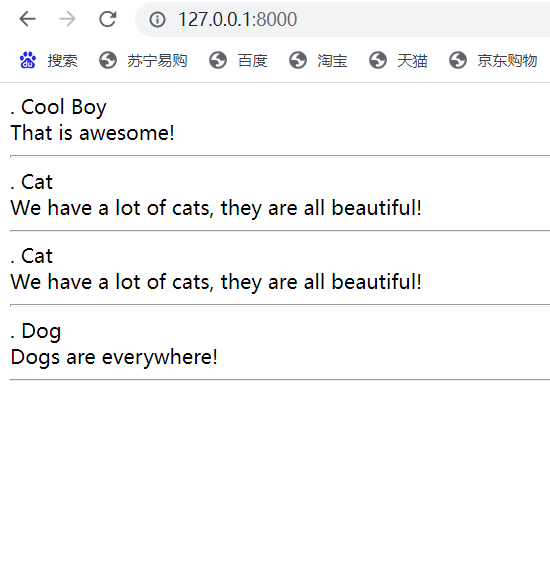 127.0.0.1:8000
搜索 苏宁易购 百度 淘宝 天猫 京东购物
. Cool Boy
That is awesome!
. Cat
We have a lot of cats, they are all beautiful!
. Cat
We have a lot of cats, they are all beautiful!
. Dog
Dogs are everywhere!